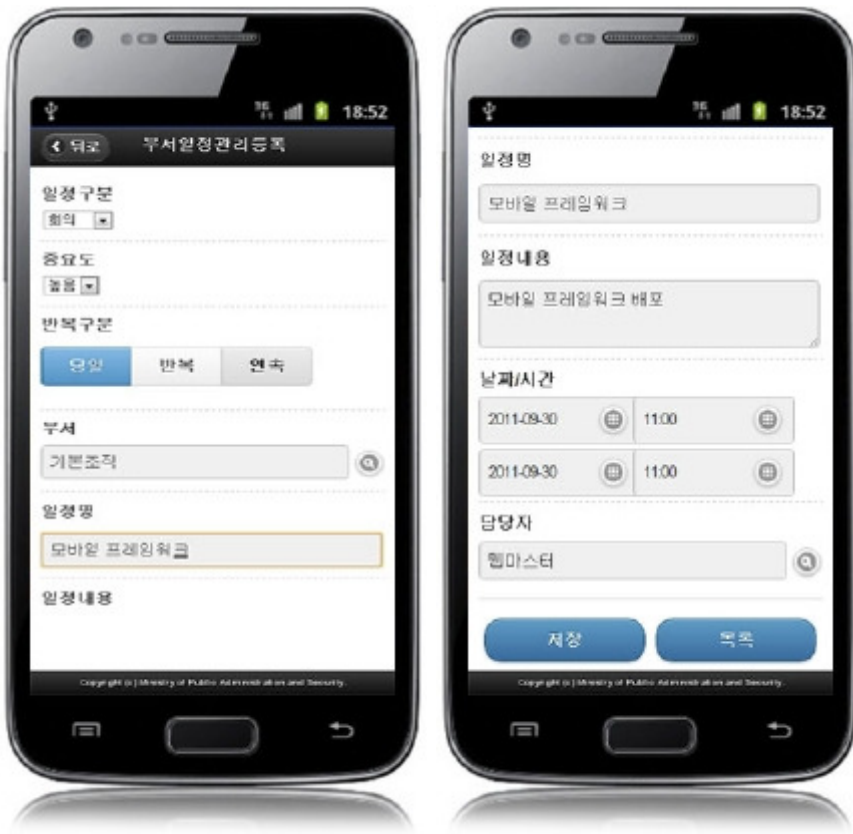 18:52
뒤로
부서일정관리등록
일정구분
회의
중요도
높음
반복구분
당일 반복 연속
부서
기본조직
일정명
모바일 프레임워크
일정내용
Copyright (c) Ministry of Public Administration and Security.
18:52
일정명
모바일 프레임워크
일정내용
모바일 프레임워크 배포
날짜/시간
2011-09-30 11:00
2011-09-30 11:00
담당자
웹마스터
저장 목록
Copyright (c) Ministry of Public Administration and Security.